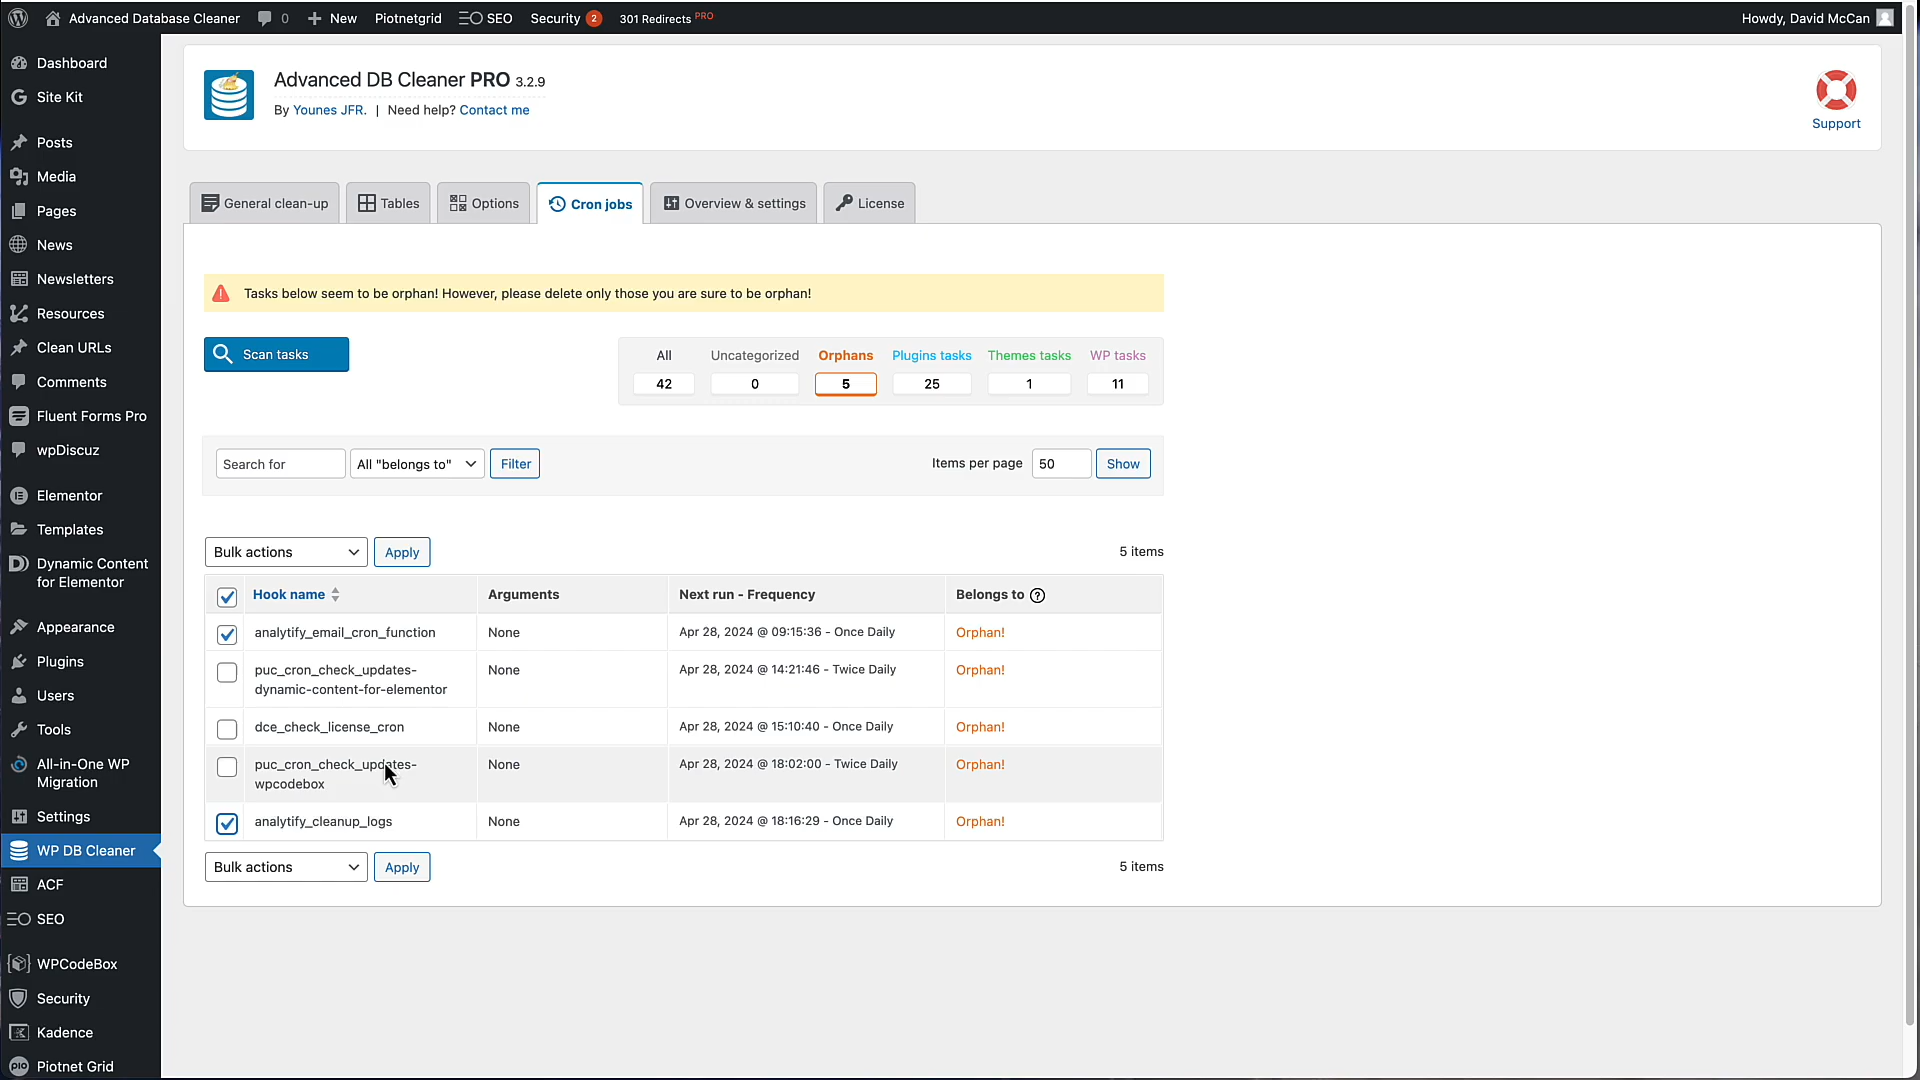 Advanced Database Cleaner 0 New Piotnetgrid SEO Security 2 301 Redirects PRO Howdy, David McCan
Dashboard
Site Kit
Posts
Media
Pages
News
Newsletters
Resources
Clean URLs
Comments
Fluent Forms Pro
wpDiscuz
Elementor
Templates
Dynamic Content
for Elementor
Appearance
Plugins
Users
Tools
All-in-One WP
Migration
Settings
WP DB Cleaner
ACF
SEO
WPCodeBox
Security
Kadence
pio Piotnet Grid
Advanced DB Cleaner PRO 3.2.9
By Younes JFR. | Need help? Contact me
Support
General clean-up Tables Options Cron jobs Overview & settings License
Tasks below seem to be orphan! However, please delete only those you are sure to be orphan!
Scan tasks
All Uncategorized Orphans Plugins tasks Themes tasks WP tasks
42 0 5 25 1 11
Search for All "belongs to" Filter Items per page 50 Show
Bulk actions Apply 5 items
Hook name Arguments Next run - Frequency Belongs to ?
analytify_email_cron_function None Apr 28, 2024 @ 09:15:36 - Once Daily Orphan!
puc_cron_check_updates- None Apr 28, 2024 @ 14:21:46 - Twice Daily Orphan!
dynamic-content-for-elementor
dce_check_license_cron None Apr 28, 2024 @ 15:10:40 - Once Daily Orphan!
puc_cron_check_updates- None Apr 28, 2024 @ 18:02:00 - Twice Daily Orphan!
wpcodebox
analytify_cleanup_logs None Apr 28, 2024 @ 18:16:29 - Once Daily Orphan!
Bulk actions Apply 5 items